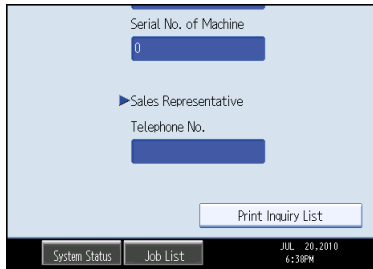 Serial No. of Machine
0
▶Sales Representative
Telephone No.
Print Inquiry List
System Status
Job List
JUL 20,2010
6:38PM